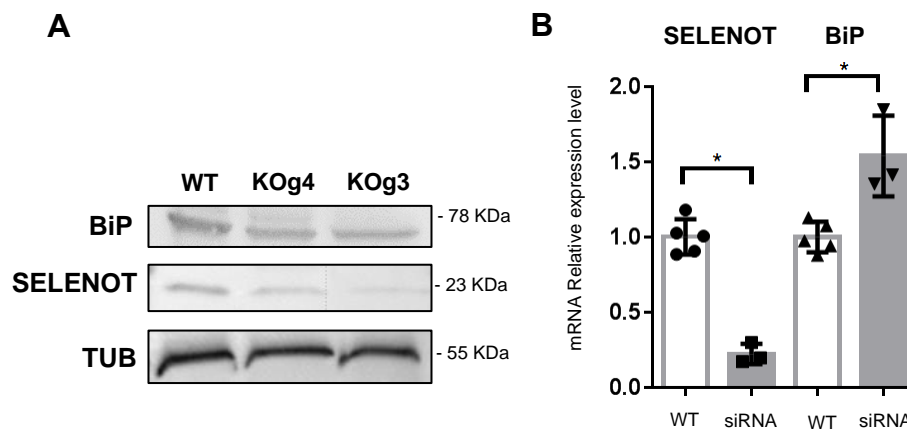 A
WT KOg4 KOg3
BiP - 78 KDa
SELENOT - 23 KDa
TUB - 55 KDa
B
SELENOT BiP
mRNA Relative expression level
2.0
1.5
1.0
0.5
0.0
* *
WT siRNA WT siRNA